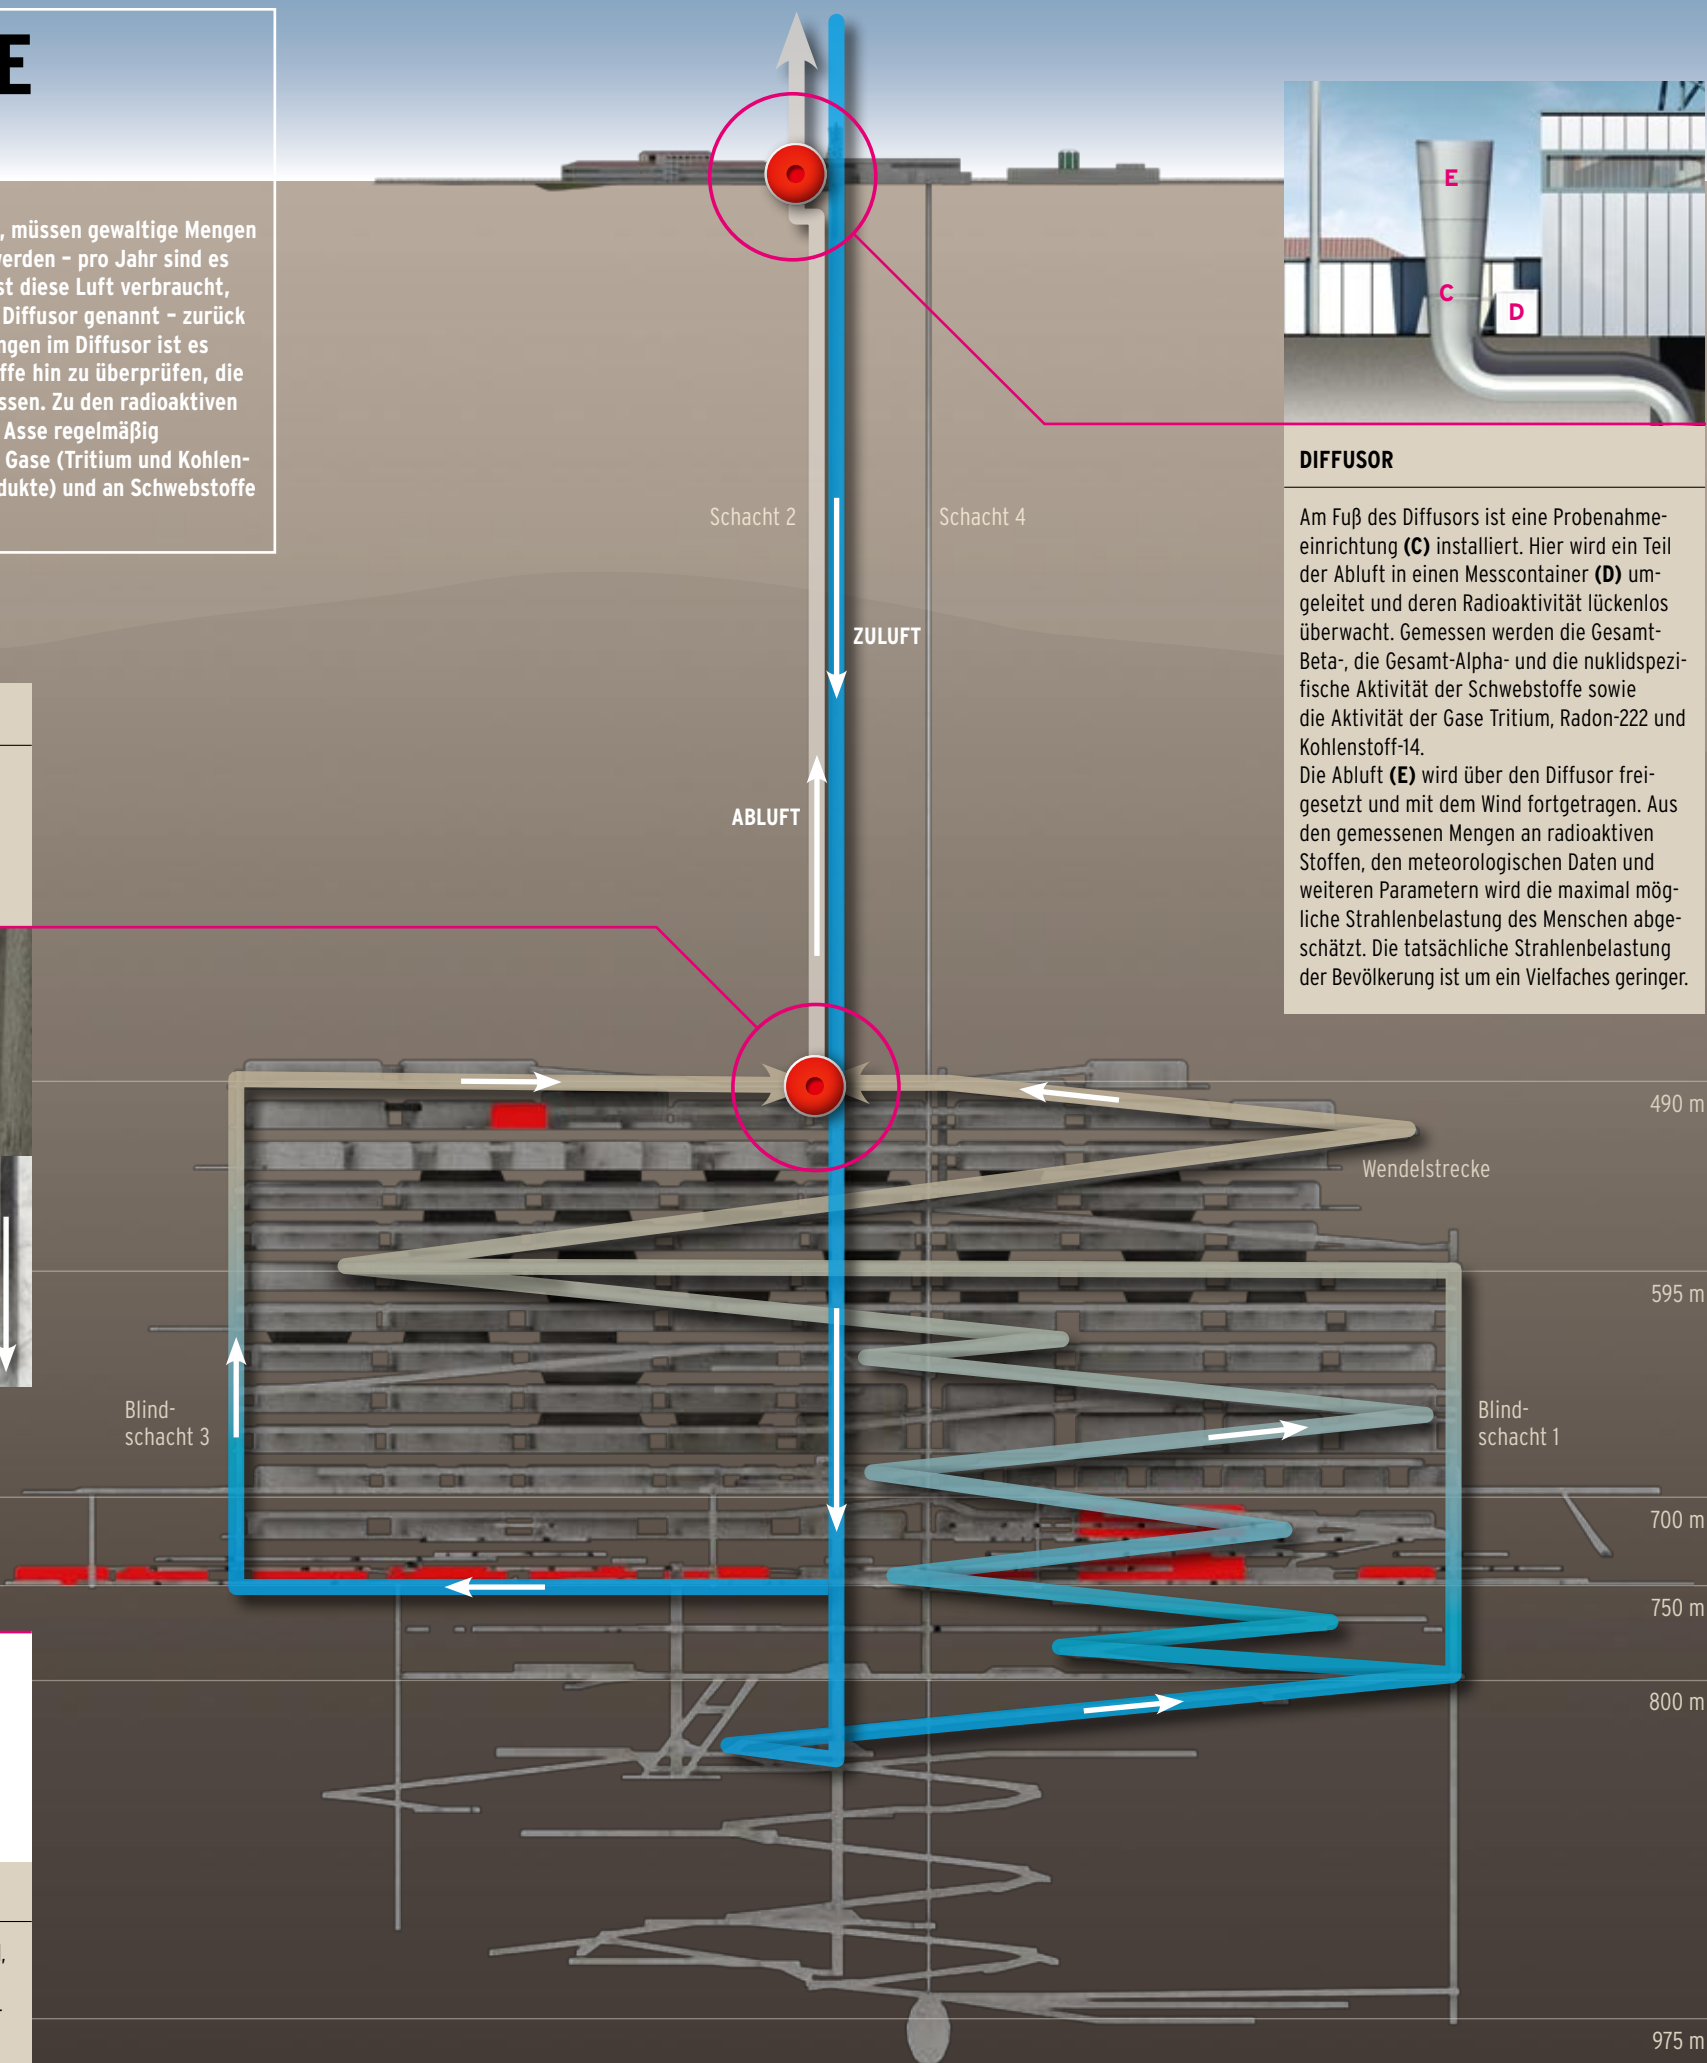 E
, müssen gewaltige Mengen
werden – pro Jahr sind es
st diese Luft verbraucht,
Diffusor genannt – zurück
ngen im Diffusor ist es
ffe hin zu überprüfen, die
ssen. Zu den radioaktiven
Asse regelmäßig
Gase (Tritium und Kohlen-
dukte) und an Schwebstoffe
E
C
D
DIFFUSOR
Am Fuß des Diffusors ist eine Probenahme-
einrichtung (C) installiert. Hier wird ein Teil
der Abluft in einen Messcontainer (D) um-
geleitet und deren Radioaktivität lückenlos
überwacht. Gemessen werden die Gesamt-
Beta-, die Gesamt-Alpha- und die nuklidspezi-
fische Aktivität der Schwebstoffe sowie
die Aktivität der Gase Tritium, Radon-222 und
Kohlenstoff-14.
Die Abluft (E) wird über den Diffusor frei-
gesetzt und mit dem Wind fortgetragen. Aus
den gemessenen Mengen an radioaktiven
Stoffen, den meteorologischen Daten und
weiteren Parametern wird die maximal mög-
liche Strahlenbelastung des Menschen abge-
schätzt. Die tatsächliche Strahlenbelastung
der Bevölkerung ist um ein Vielfaches geringer.
Schacht 2
Schacht 4
ZULUFT
ABLUFT
490 m
Wendelstrecke
595 m
Blind-
schacht 3
Blind-
schacht 1
700 m
750 m
800 m
975 m